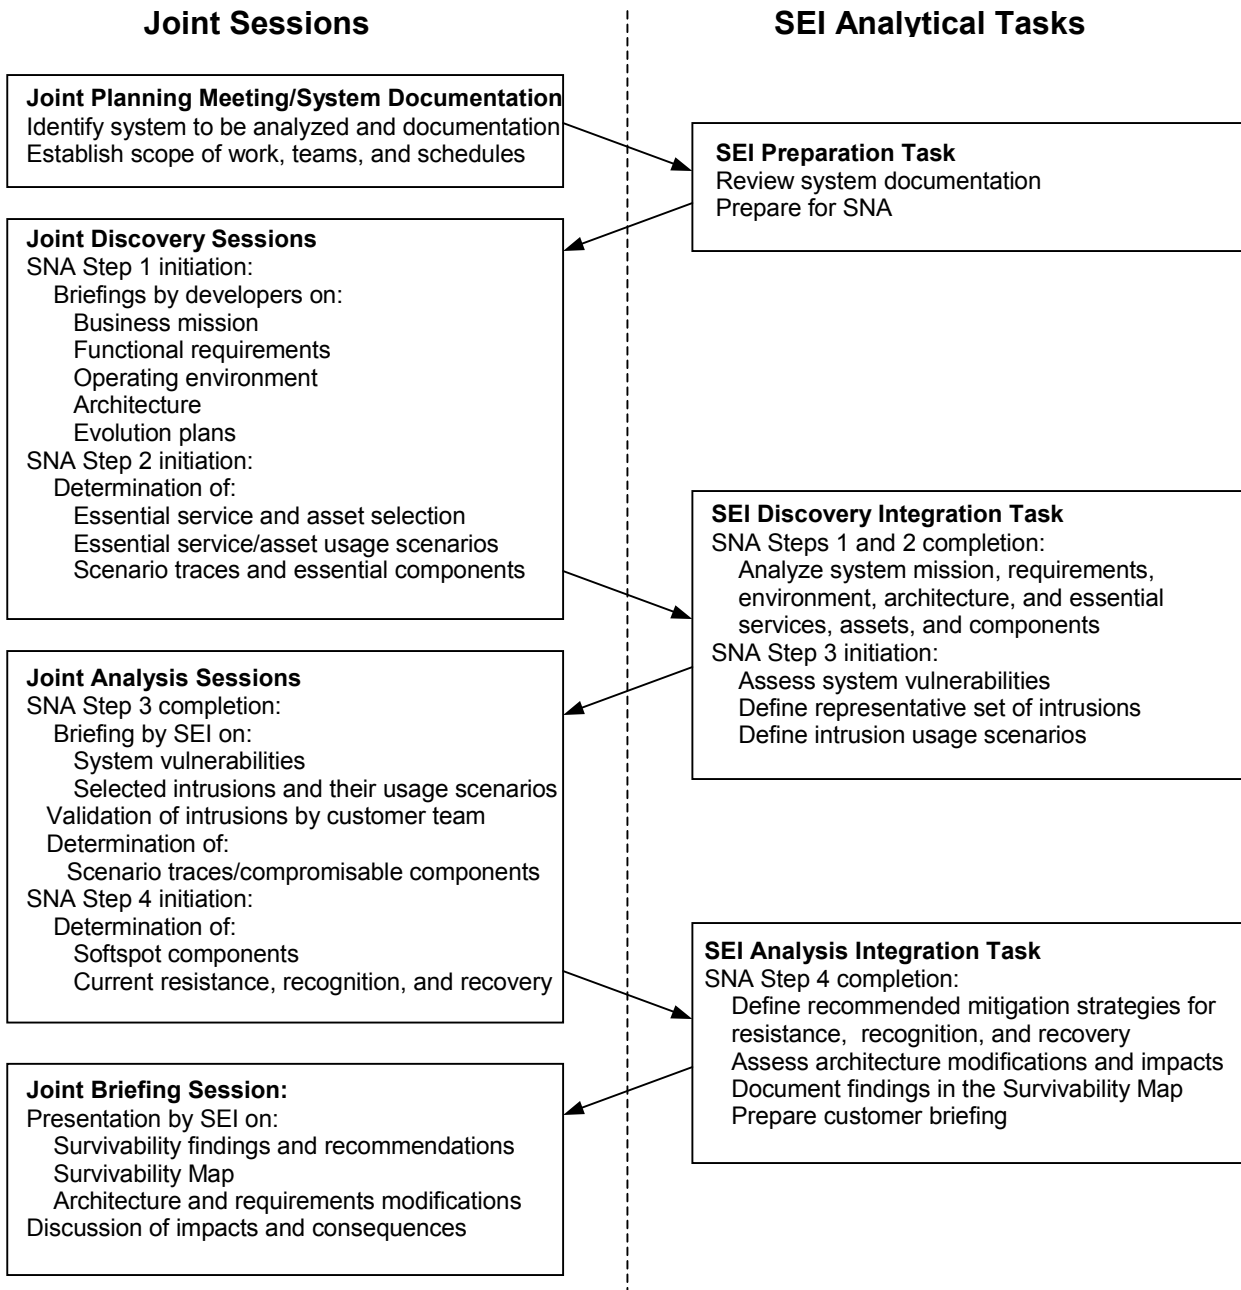 Joint Sessions
SEI Analytical Tasks
Joint Planning Meeting/System Documentation
Identify system to be analyzed and documentation
Establish scope of work, teams, and schedules
SEI Preparation Task
Review system documentation
Prepare for SNA
Joint Discovery Sessions
SNA Step 1 initiation:
Briefings by developers on:
Business mission
Functional requirements
Operating environment
Architecture
Evolution plans
SNA Step 2 initiation:
Determination of:
Essential service and asset selection
Essential service/asset usage scenarios
Scenario traces and essential components
SEI Discovery Integration Task
SNA Steps 1 and 2 completion:
Analyze system mission, requirements,
environment, architecture, and essential
services, assets, and components
SNA Step 3 initiation:
Assess system vulnerabilities
Define representative set of intrusions
Define intrusion usage scenarios
Joint Analysis Sessions
SNA Step 3 completion:
Briefing by SEI on:
System vulnerabilities
Selected intrusions and their usage scenarios
Validation of intrusions by customer team
Determination of:
Scenario traces/compromisable components
SNA Step 4 initiation:
Determination of:
Softspot components
Current resistance, recognition, and recovery
SEI Analysis Integration Task
SNA Step 4 completion:
Define recommended mitigation strategies for
resistance, recognition, and recovery
Assess architecture modifications and impacts
Document findings in the Survivability Map
Prepare customer briefing
Joint Briefing Session:
Presentation by SEI on:
Survivability findings and recommendations
Survivability Map
Architecture and requirements modifications
Discussion of impacts and consequences